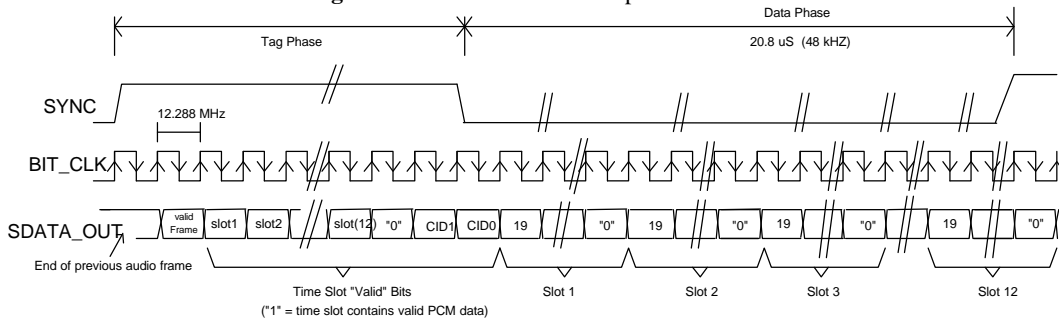 Data Phase
Tag Phase
20.8 uS (48 kHZ)
SYNC
12.288 MHz
BIT_CLK
SDATA_OUT
valid
Frame
slot1 slot2 slot(12) "0" CID1 CID0 19 "0" 19 "0" 19 "0" 19 "0"
End of previous audio frame
Time Slot "Valid" Bits
("1" = time slot contains valid PCM data)
Slot 1 Slot 2 Slot 3 Slot 12